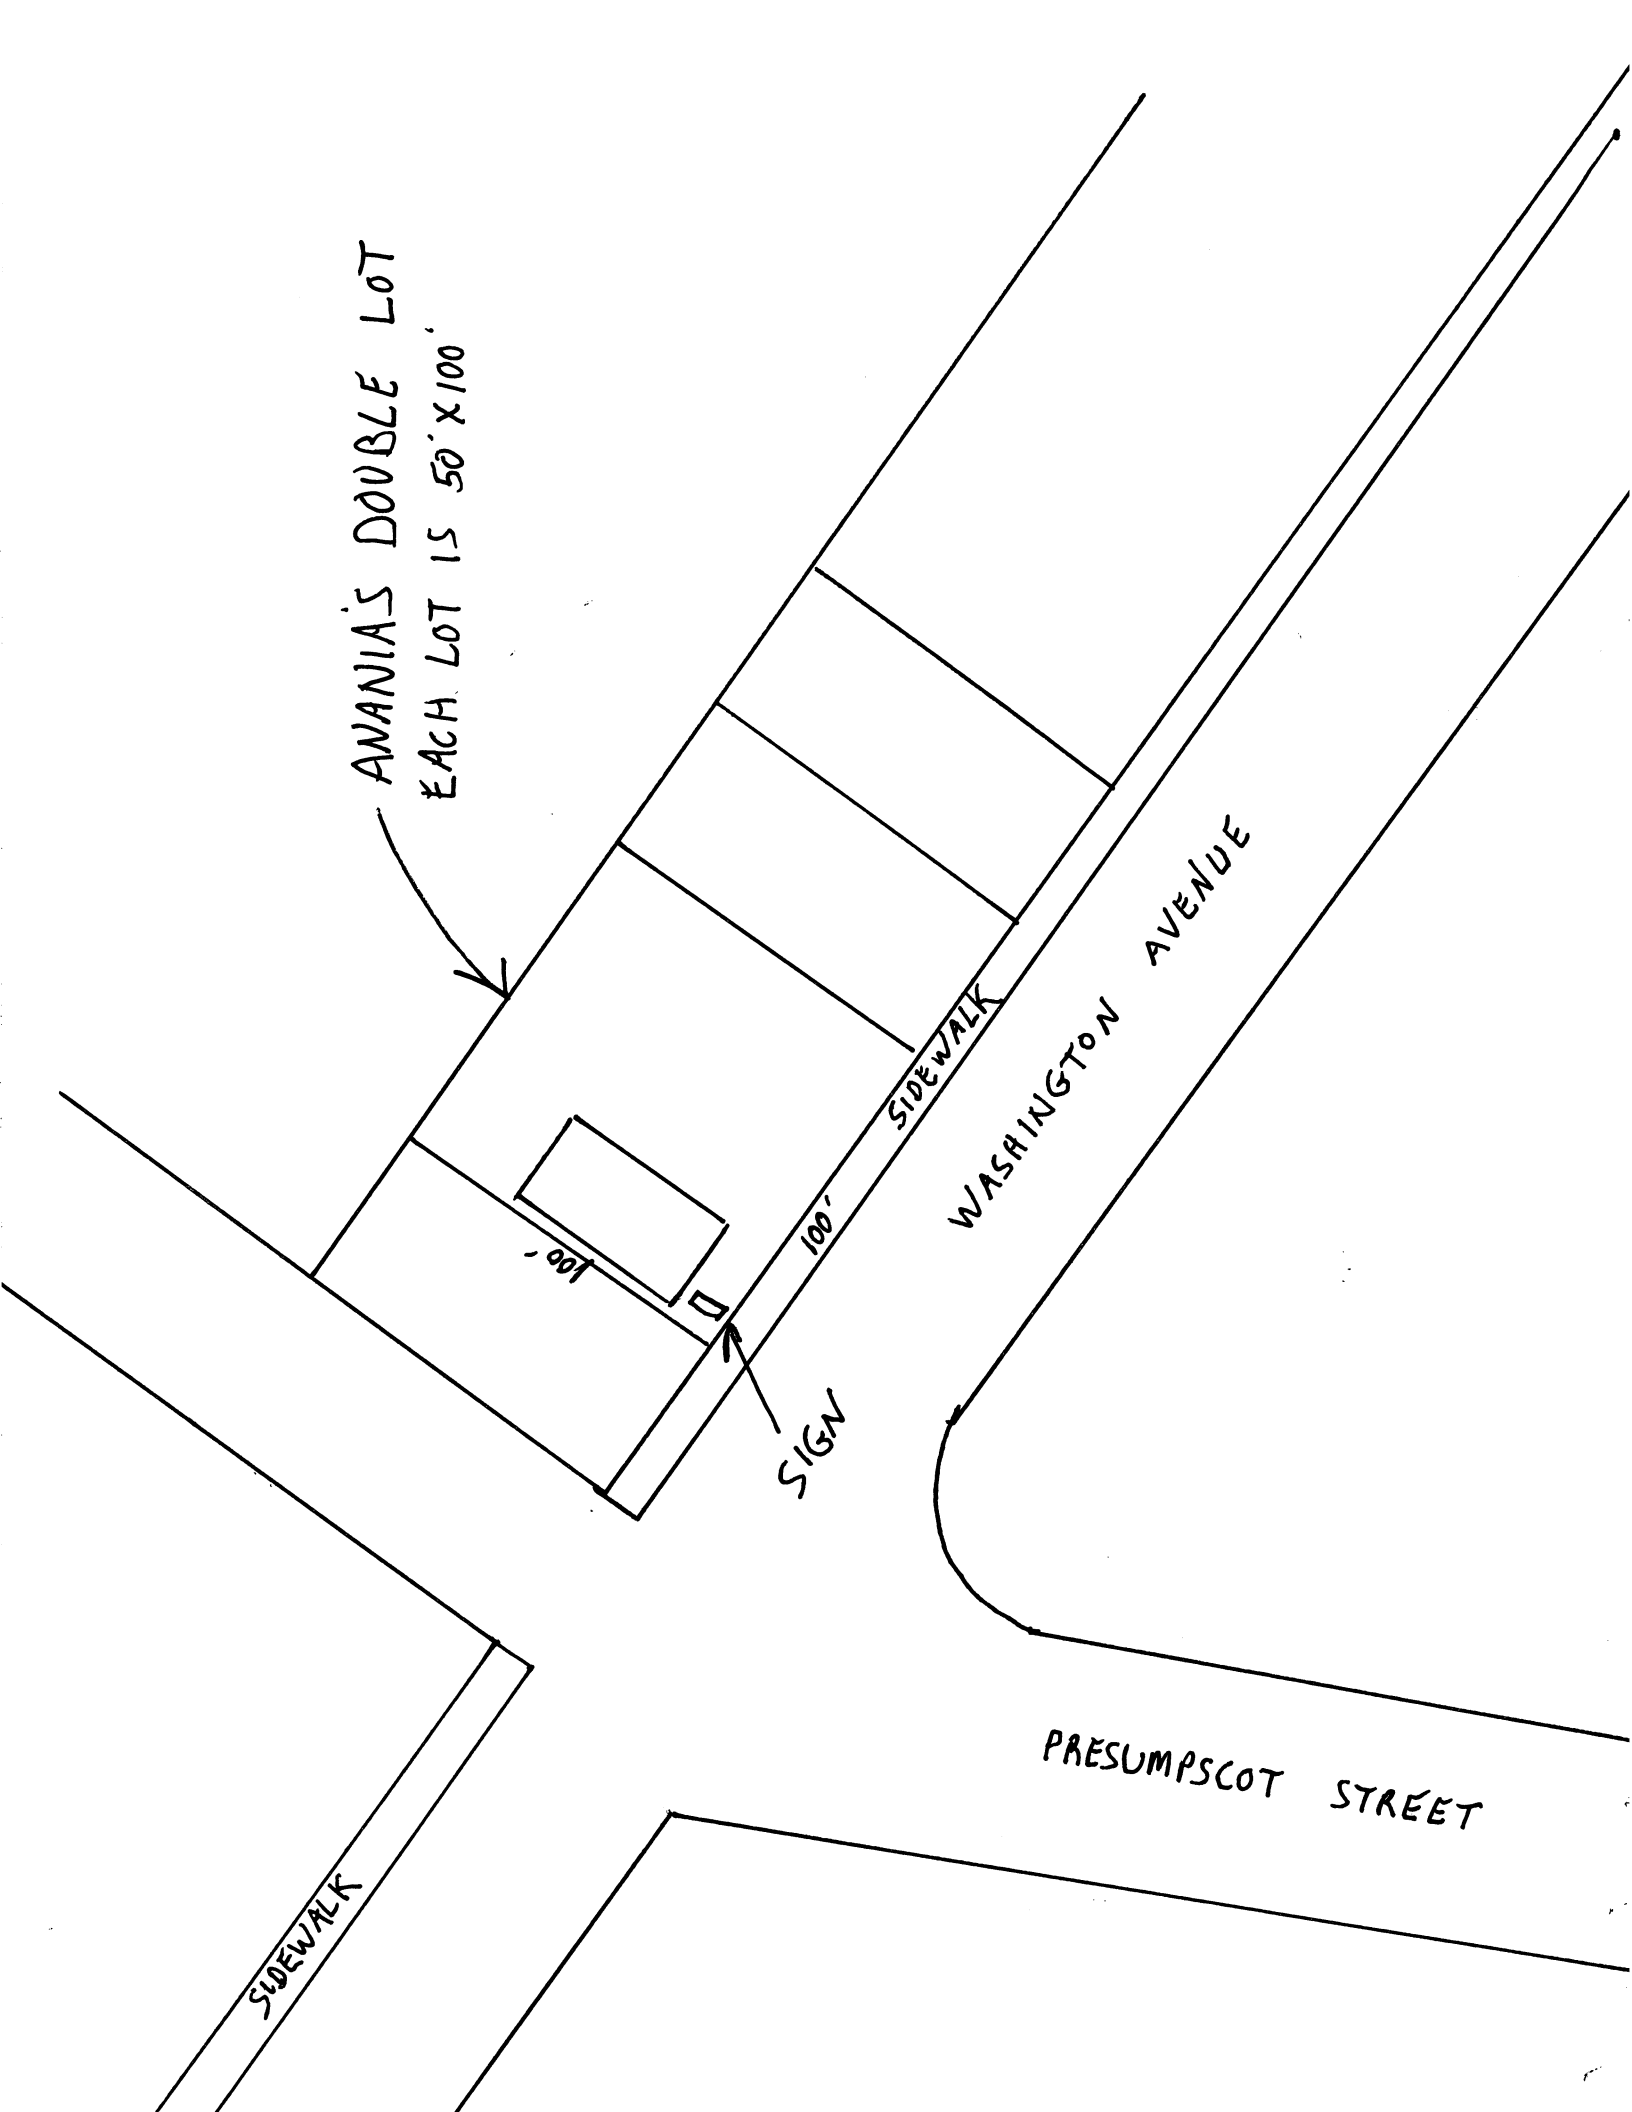 ANANIA'S DOUBLE LOT
EACH LOT IS 50' X 100'
100'
100'
SIDEWALK
WASHINGTON AVENUE
SIGN
PRESUMPSCOT STREET
SIDEWALK